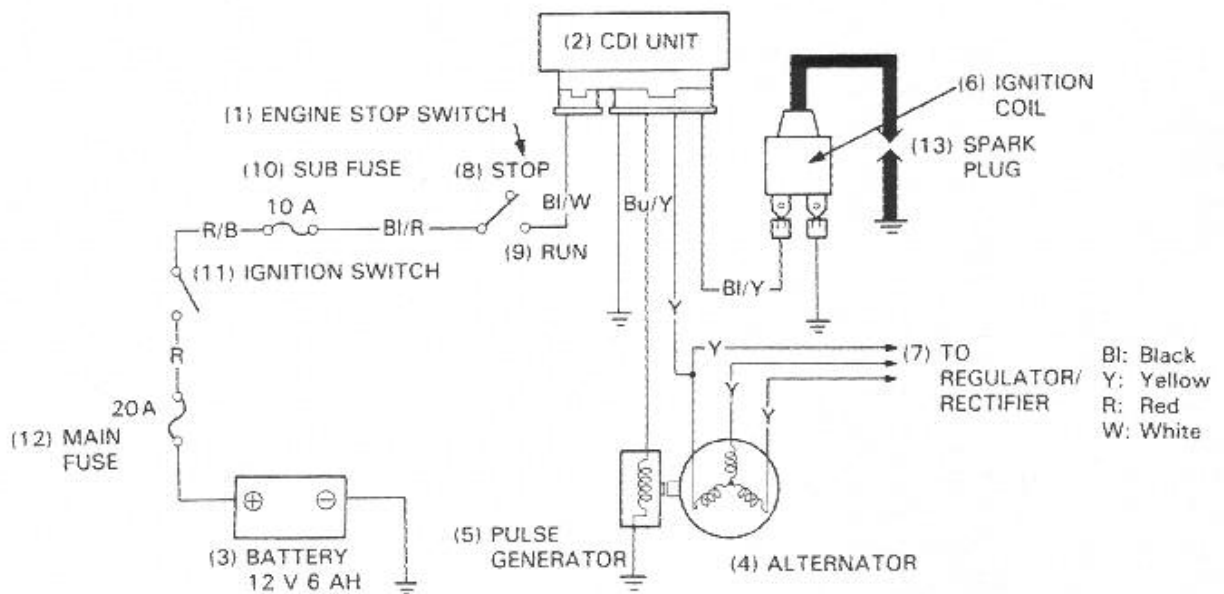 (2) CDI UNIT
(6) IGNITION
COIL
(1) ENGINE STOP SWITCH
(13) SPARK
PLUG
(10) SUB FUSE
(8) STOP
10 A
Bl/W
Bu/Y
R/B
Bl/R
(9) RUN
(11) IGNITION SWITCH
Bl/Y
Y
R
Y
(7) TO
REGULATOR/
RECTIFIER
Bl: Black
Y: Yellow
R: Red
W: White
Y
Y
20 A
(12) MAIN
FUSE
(5) PULSE
GENERATOR
(4) ALTERNATOR
(3) BATTERY
12 V 6 AH